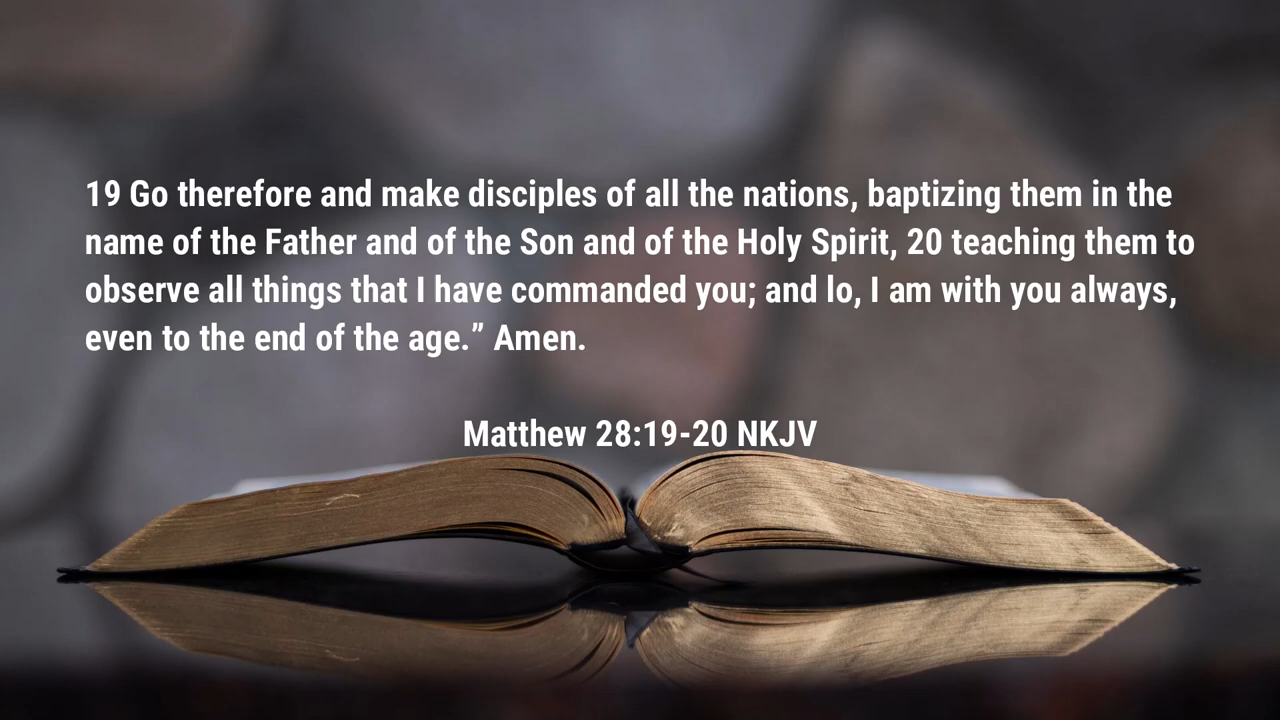 19 Go therefore and make disciples of all the nations, baptizing them in the
name of the Father and of the Son and of the Holy Spirit, 20 teaching them to
observe all things that I have commanded you; and lo, I am with you always,
even to the end of the age.” Amen.
Matthew 28:19-20 NKJV